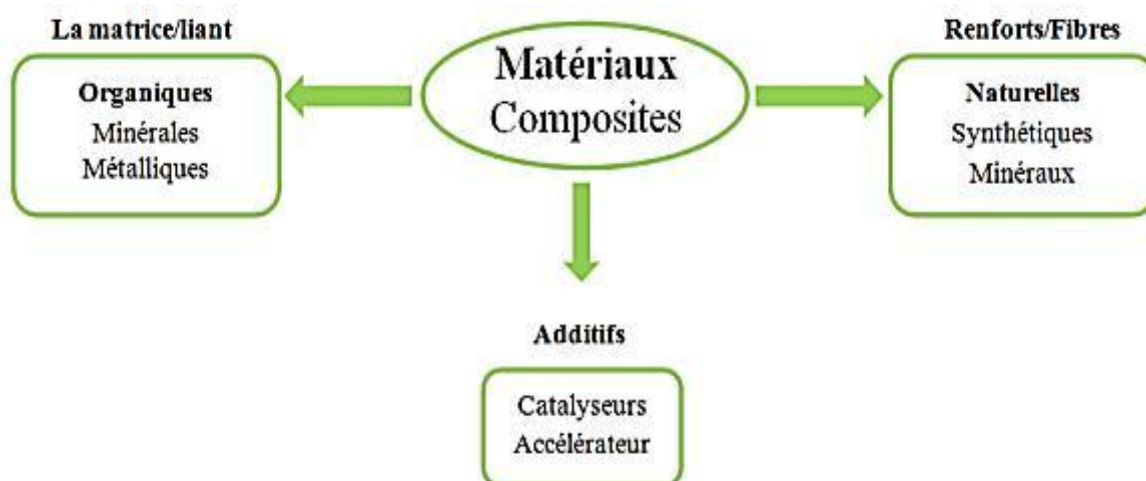 La matrice/liant
Organiques
Minérales
Métalliques
Matériaux
Composites
Renforts/Fibres
Naturelles
Synthétiques
Minéraux
Additifs
Catalyseurs
Accélérateur